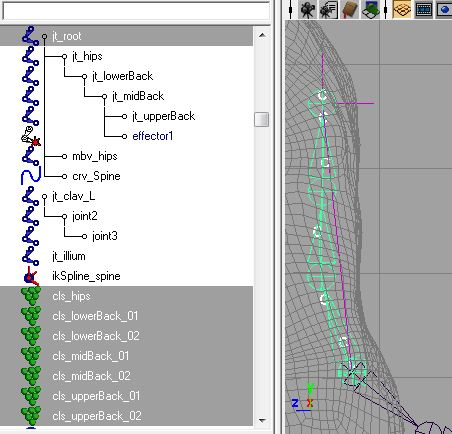 jt_root
jt_hips
jt_lowerBack
jt_midBack
jt_upperBack
effector1
mbv_hips
crv_Spine
jt_clav_L
joint2
joint3
jt_illium
ikSpline_spine
cls_hips
cls_lowerBack_01
cls_lowerBack_02
cls_midBack_01
cls_midBack_02
cls_upperBack_01
cls_upperBack_02
y
z x